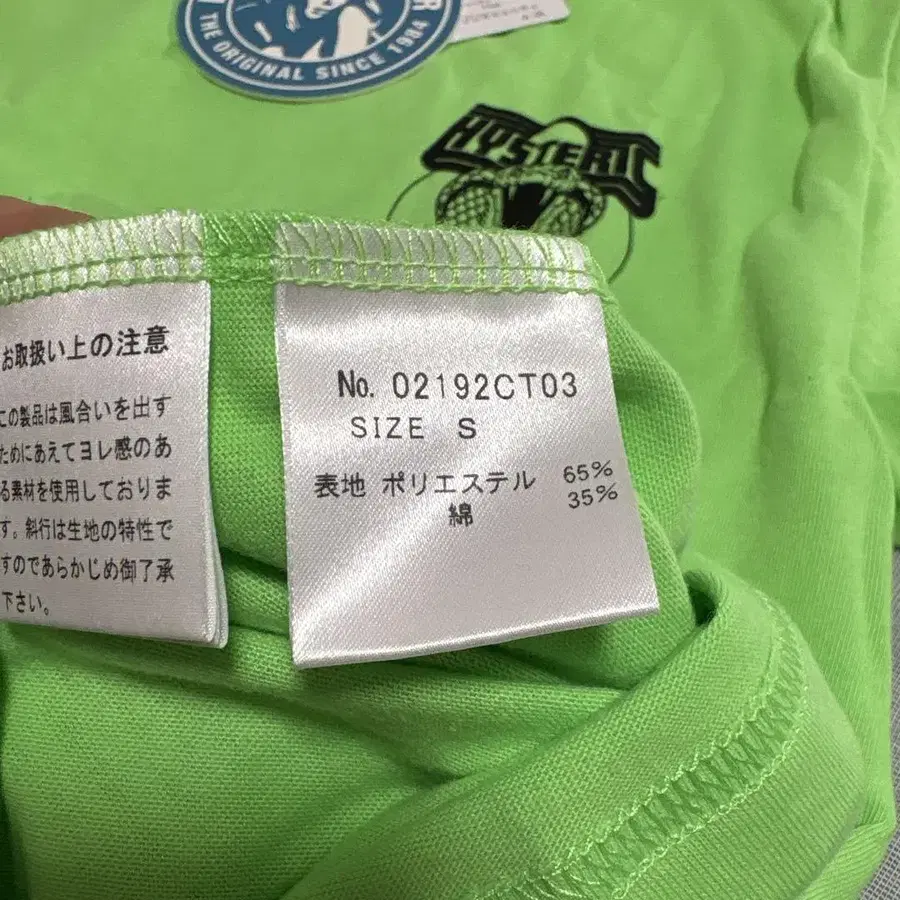 THE ORIGINAL SINCE 1984
HYSTERIC
お取扱い上の注意
この製品は風合いを出す
ためにあえてヨレ感のあ
る素材を使用しておりま
す。斜行は生地の特性で
すのであらかじめ御了承
下さい。
No. 02192CT03
SIZE S
表地 ポリエステル 65%
綿 35%